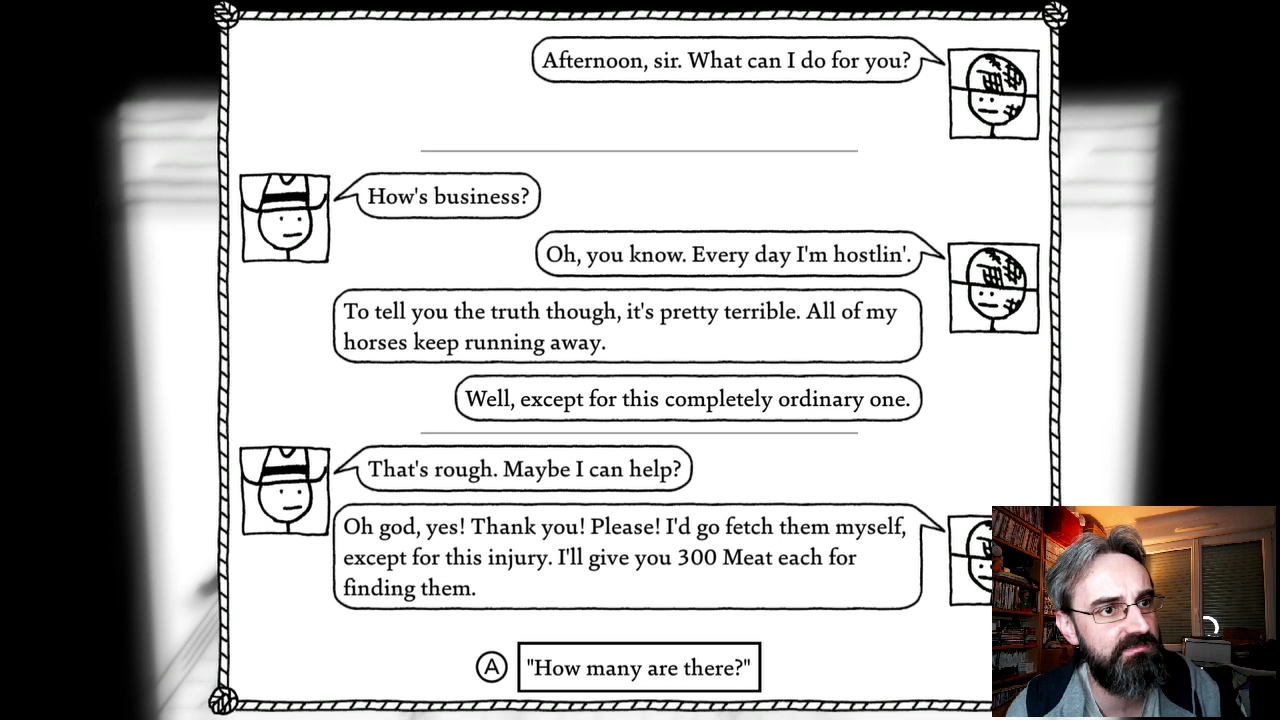 Afternoon, sir. What can I do for you?
How's business?
Oh, you know. Every day I'm hostlin'.
To tell you the truth though, it's pretty terrible. All of my
horses keep running away.
Well, except for this completely ordinary one.
That's rough. Maybe I can help?
Oh god, yes! Thank you! Please! I'd go fetch them myself,
except for this injury. I'll give you 300 Meat each for
finding them.
A "How many are there?"